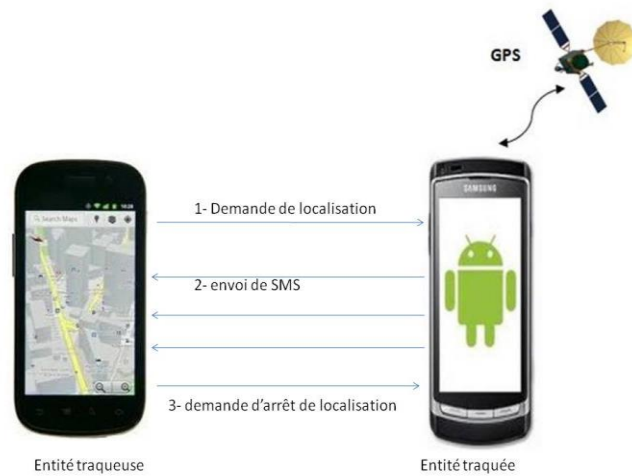 GPS
SAMSUNG
Search Maps
1- Demande de localisation
2- envoi de SMS
3- demande d'arrêt de localisation
Entité traqueuse
Entité traquée